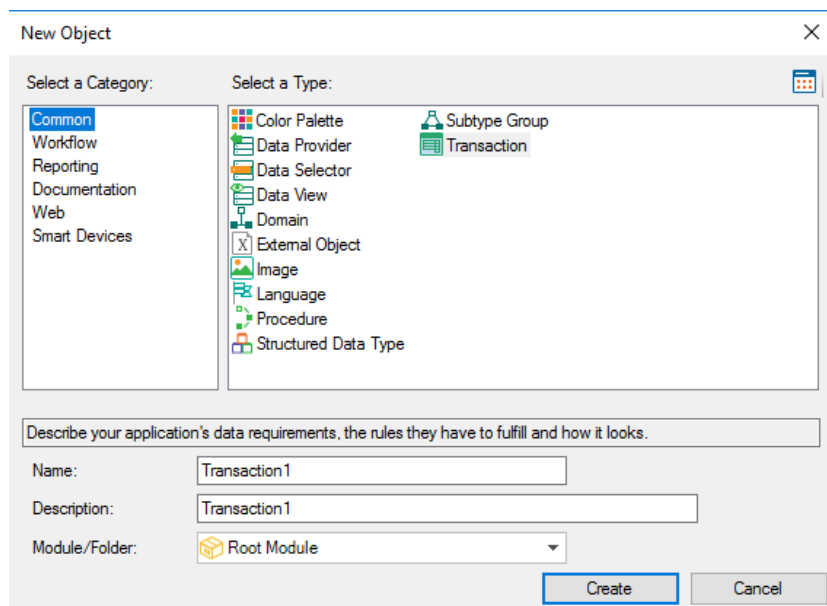 New Object
Select a Category:
Select a Type:
Common
Workflow
Reporting
Documentation
Web
Smart Devices
Color Palette
Data Provider
Data Selector
Data View
Domain
External Object
Image
Language
Procedure
Structured Data Type
Subtype Group
Transaction
Describe your application's data requirements, the rules they have to fulfill and how it looks.
Name:
Transaction1
Description:
Transaction1
Module/Folder:
Root Module
Create
Cancel